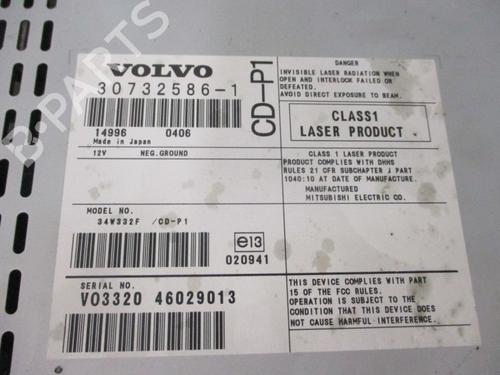 VOLVO
30732586-1
14996 0406
Made in Japan
12V NEG.GROUND
MODEL NO.
34W332F /CD-P1
e13
020941
SERIAL NO.
VO3320 46029013
CD-P1
DANGER
INVISIBLE LASER RADIATION WHEN
OPEN AND INTERLOCK FAILED OR
DEFEATED.
AVOID DIRECT EXPOSURE TO BEAM.
CLASS1
LASER PRODUCT
CLASS 1 LASER PRODUCT
PRODUCT COMPLIES WITH DHHS
RULES 21 CFR SUBCHAPTER J PART
1040:10 AT DATE OF MANUFACTURE.
MANUFACTURED
MITSUBISHI ELECTRIC CO.
THIS DEVICE COMPLIES WITH PART
15 OF THE FCC RULES.
OPERATION IS SUBJECT TO THE
CONDITION THAT THIS DEVICE DOES
NOT CAUSE HARMFUL INTERFERENCE.
B-PARTS